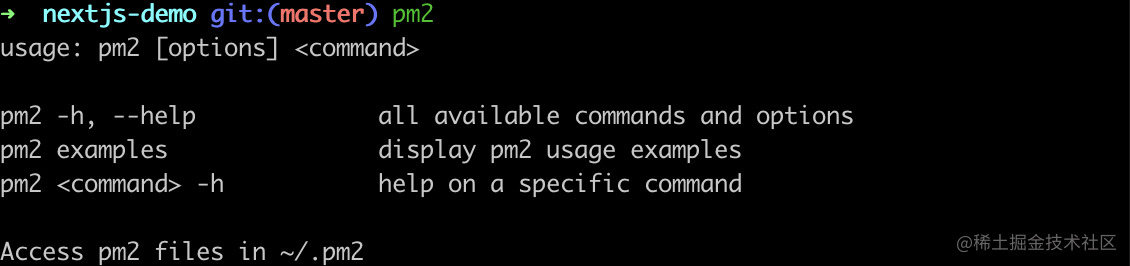 ➜  nextjs-demo git:(master) pm2
usage: pm2 [options] <command>

pm2 -h, --help             all available commands and options
pm2 examples               display pm2 usage examples
pm2 <command> -h           help on a specific command

Access pm2 files in ~/.pm2
@稀土掘金技术社区